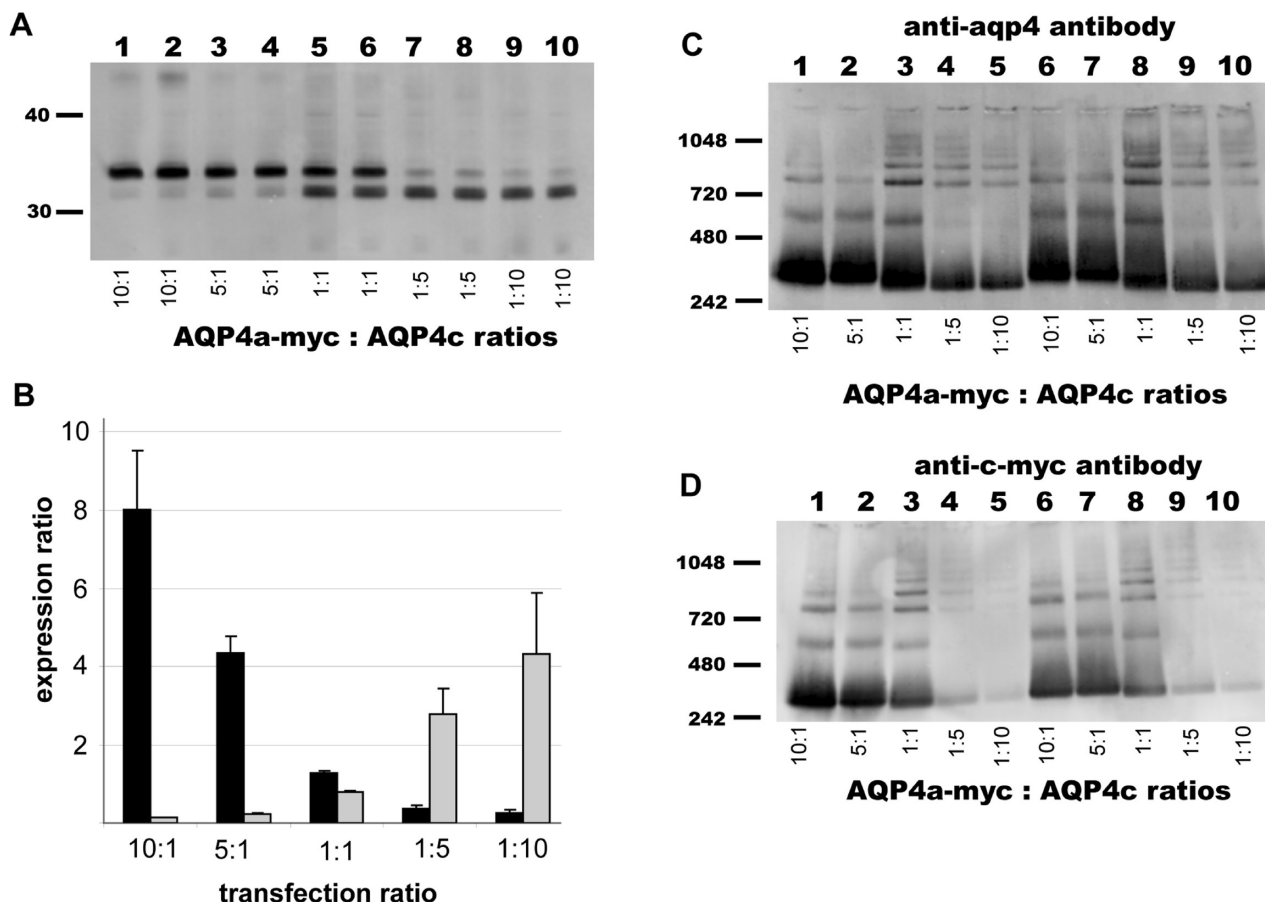 A
1 2 3 4 5 6 7 8 9 10
40
30
10:1 10:1 5:1 5:1 1:1 1:1 1:5 1:5 1:10 1:10
AQP4a-myc : AQP4c ratios
B
10
8
6
4
2
expression ratio
10:1 5:1 1:1 1:5 1:10
transfection ratio
C
anti-aqp4 antibody
1 2 3 4 5 6 7 8 9 10
1048
720
480
242
10:1 5:1 1:1 1:5 1:10 10:1 5:1 1:1 1:5 1:10
AQP4a-myc : AQP4c ratios
D
anti-c-myc antibody
1 2 3 4 5 6 7 8 9 10
1048
720
480
242
10:1 5:1 1:1 1:5 1:10 10:1 5:1 1:1 1:5 1:10
AQP4a-myc : AQP4c ratios